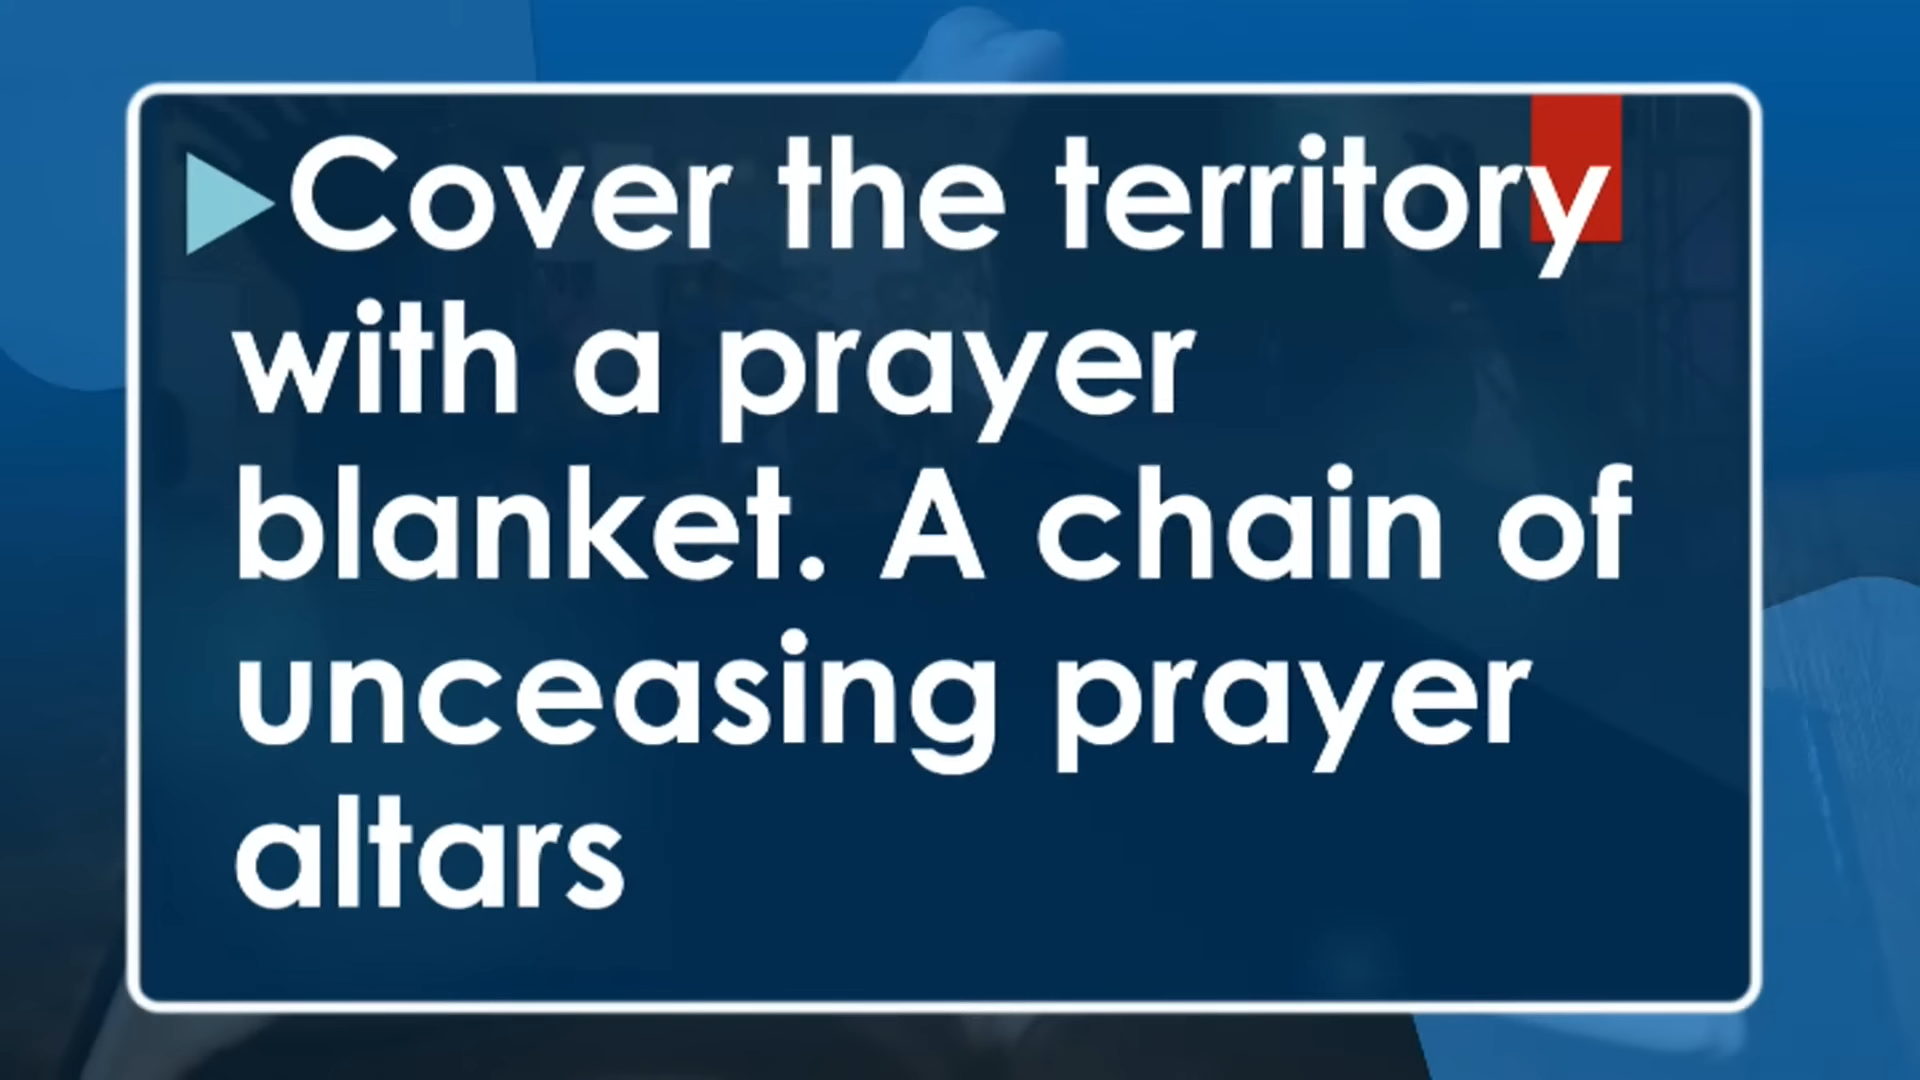 Cover the territory
with a prayer
blanket. A chain of
unceasing prayer
altars